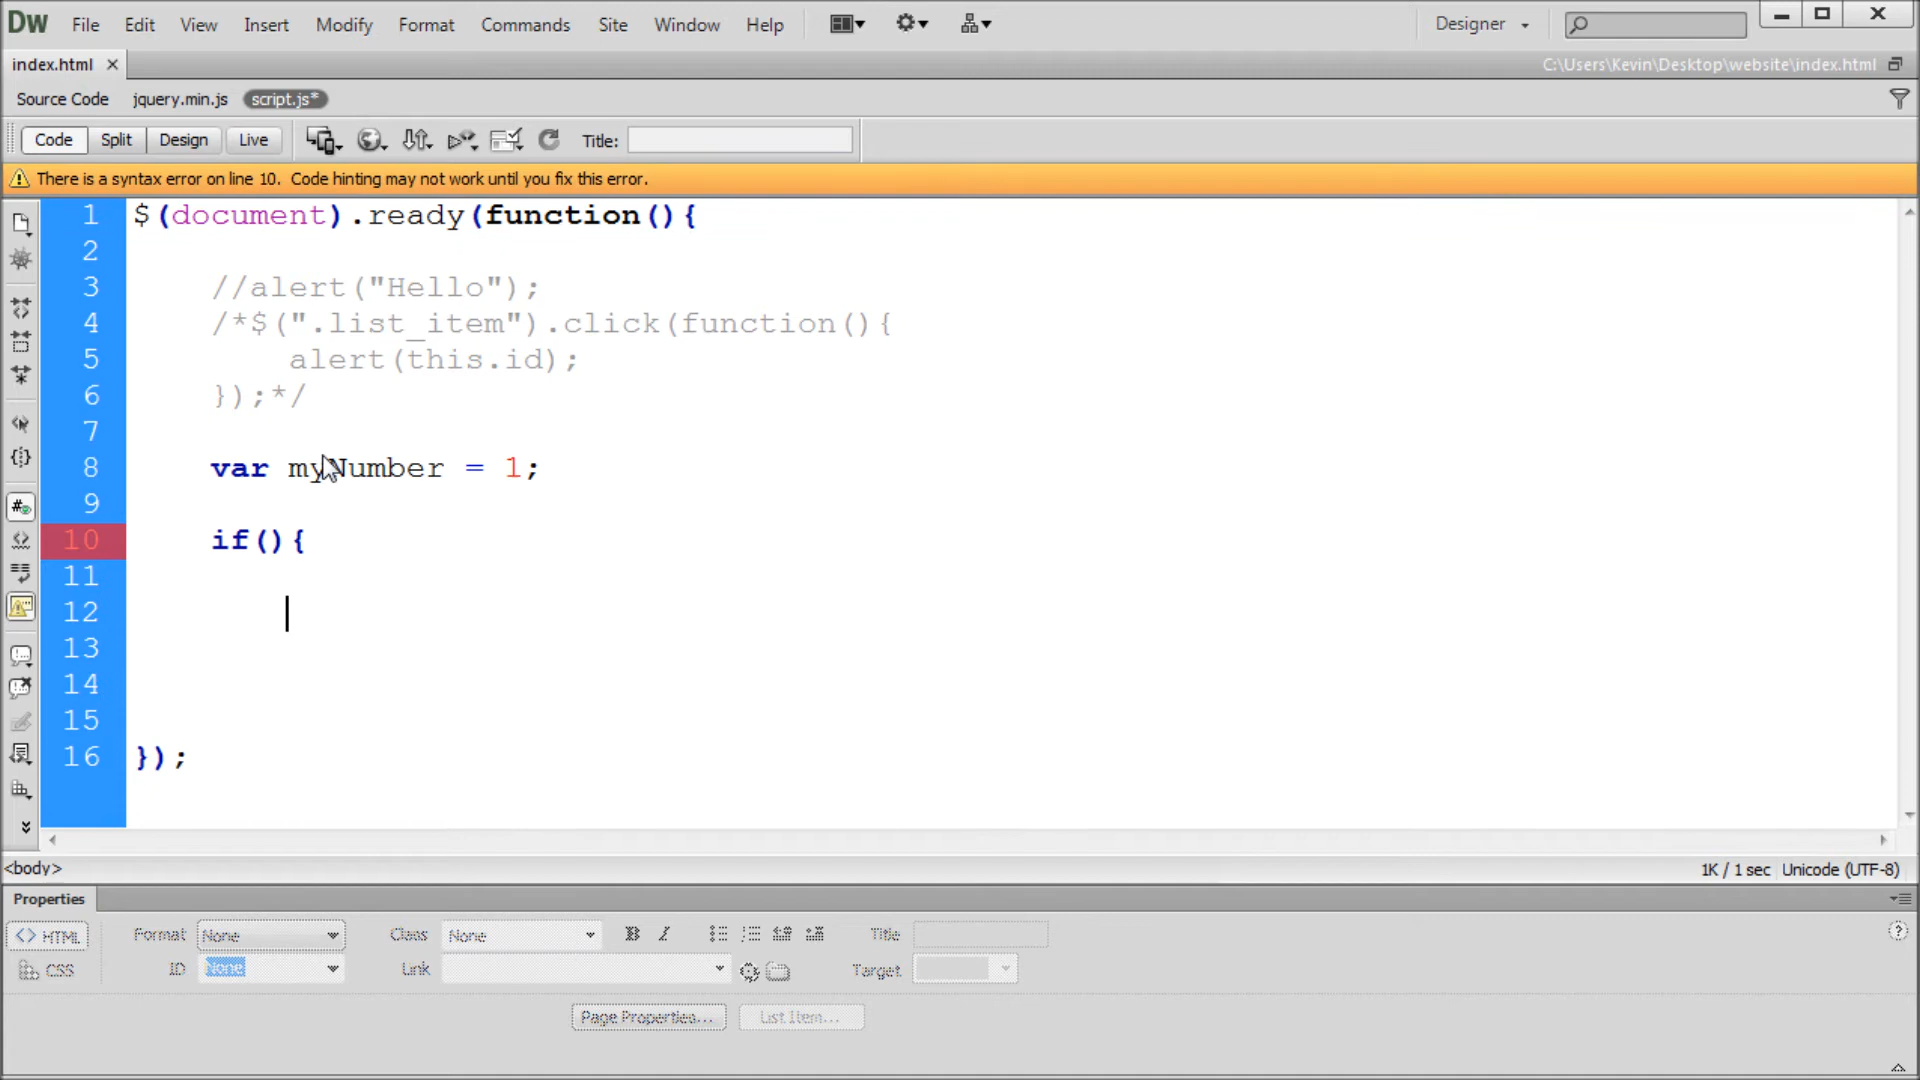 DW File Edit View Insert Modify Format Commands Site Window Help Designer
index.html C:\Users\Kevin\Desktop\website\index.html
Source Code jquery.min.js script.js*
Code Split Design Live Title:
There is a syntax error on line 10. Code hinting may not work until you fix this error.
1 $(document).ready(function(){
2
3 //alert("Hello");
4 /*$(".list_item").click(function(){
5 alert(this.id);
6 });*/
7
8 var myNumber = 1;
9
10 if(){
11
12
13
14
15
16 });
<body> 1K / 1 sec Unicode (UTF-8)
Properties
<> HTML Format None Class None B I Title
CSS ID None Link Target
Page Properties... List Item...